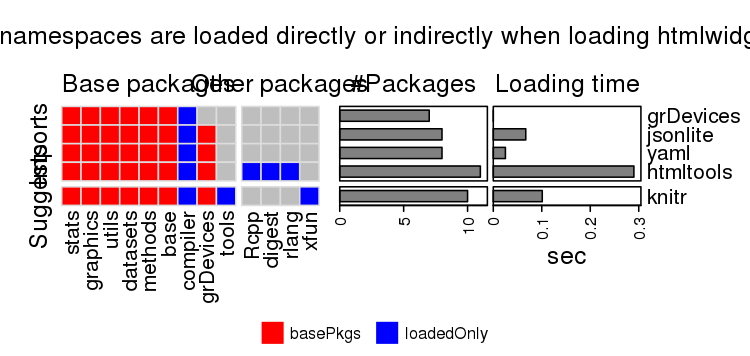 namespaces are loaded directly or indirectly when loading htmlwidg
Base packages
Other packages
#Packages
Loading time
Imports
Suggests
grDevices
jsonlite
yaml
htmltools
knitr
stats
graphics
utils
datasets
methods
base
compiler
grDevices
tools
Rcpp
digest
rlang
xfun
0
5
10
0
0.1
0.2
0.3
sec
basePkgs
loadedOnly